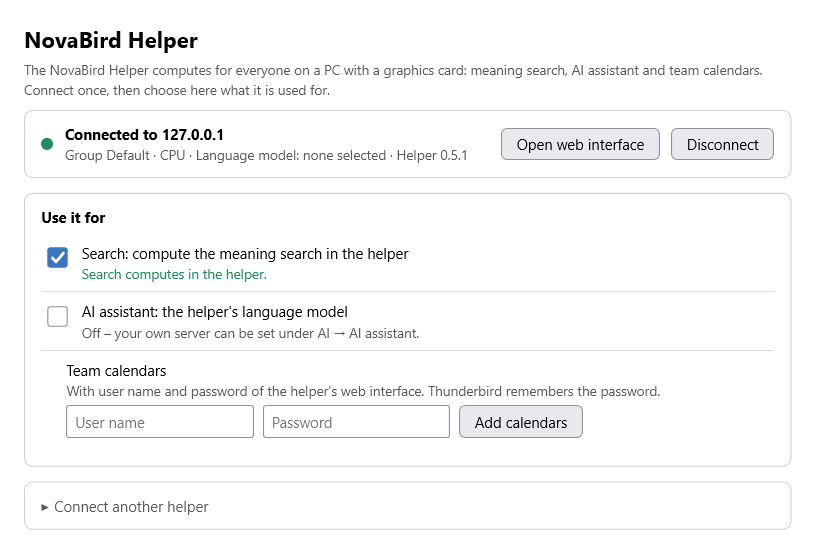 NovaBird Helper
The NovaBird Helper computes for everyone on a PC with a graphics card: meaning search, AI assistant and team calendars.
Connect once, then choose here what it is used for.
Connected to 127.0.0.1
Group Default · CPU · Language model: none selected · Helper 0.5.1
Open web interface
Disconnect
Use it for
Search: compute the meaning search in the helper
Search computes in the helper.
AI assistant: the helper's language model
Off – your own server can be set under AI → AI assistant.
Team calendars
With user name and password of the helper's web interface. Thunderbird remembers the password.
User name
Password
Add calendars
▸ Connect another helper